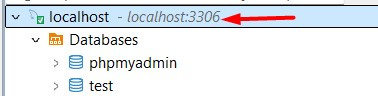 localhost - localhost:3306
Databases
phpmyadmin
test